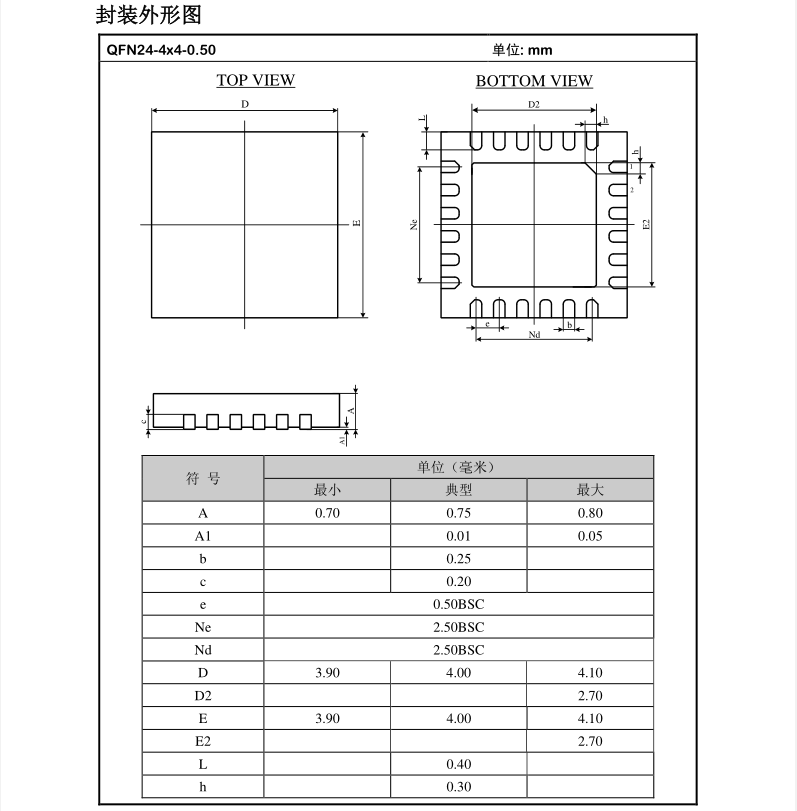 封装外形图
QFN24-4x4-0.50 单位: mm
TOP VIEW BOTTOM VIEW
D D2
L h
h
1
2
E Ne E2
e b
Nd
c A
A1
符 号 单位（毫米）
最小 典型 最大
A 0.70 0.75 0.80
A1 0.01 0.05
b 0.25
c 0.20
e 0.50BSC
Ne 2.50BSC
Nd 2.50BSC
D 3.90 4.00 4.10
D2 2.70
E 3.90 4.00 4.10
E2 2.70
L 0.40
h 0.30